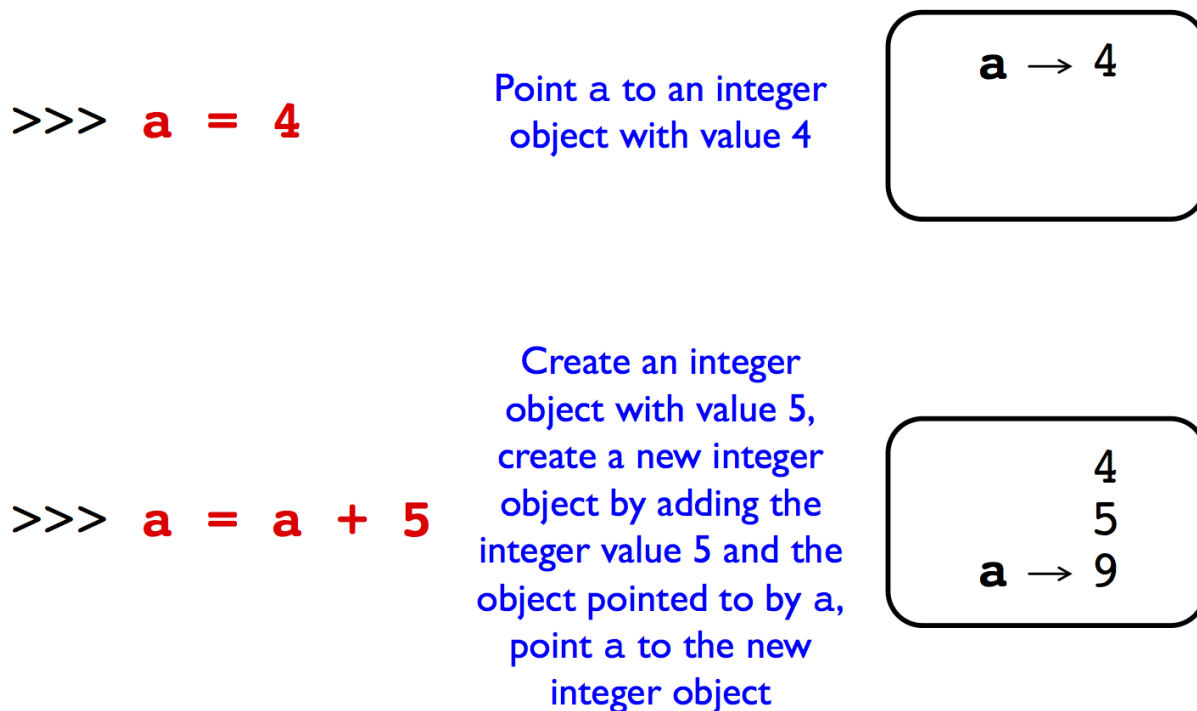 >>> a = 4
Point a to an integer
object with value 4
a → 4
>>> a = a + 5
Create an integer
object with value 5,
create a new integer
object by adding the
integer value 5 and the
object pointed to by a,
point a to the new
integer object
4
5
a → 9